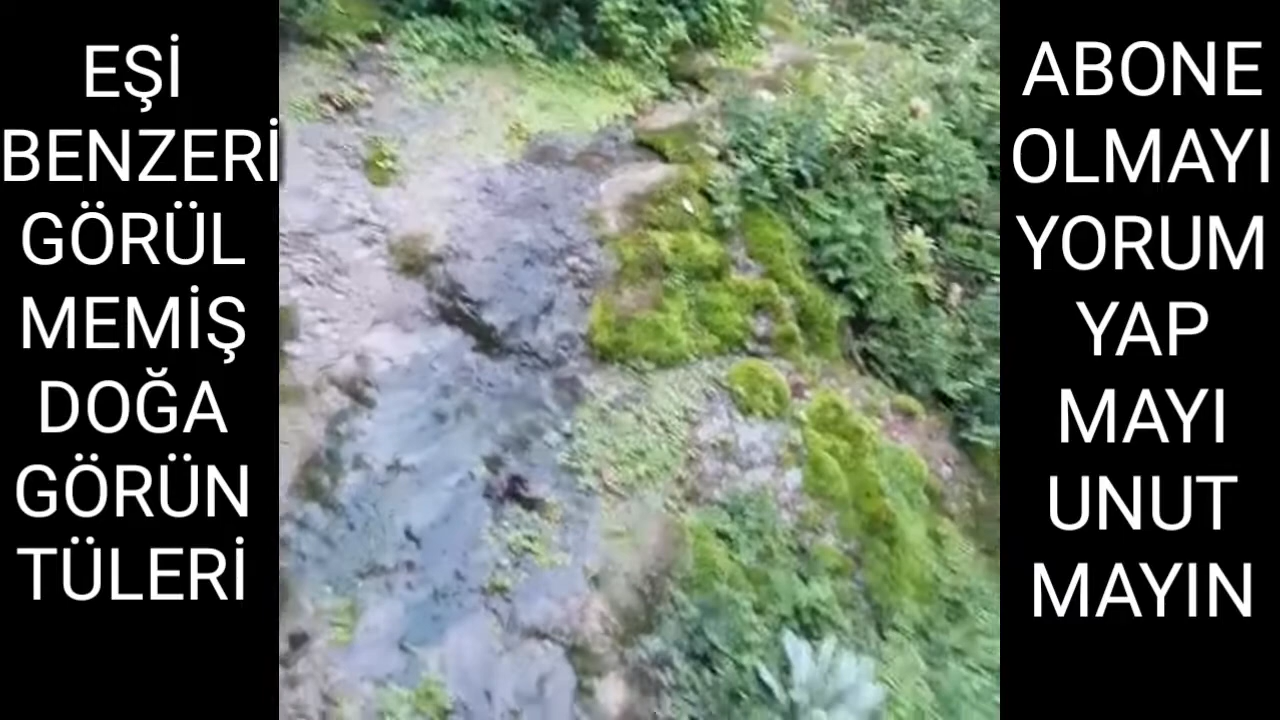 EŞİ
BENZERİ
GÖRÜL
MEMİŞ
DOĞA
GÖRÜN
TÜLERİ
ABONE
OLMAYI
YORUM
YAP
MAYI
UNUT
MAYIN